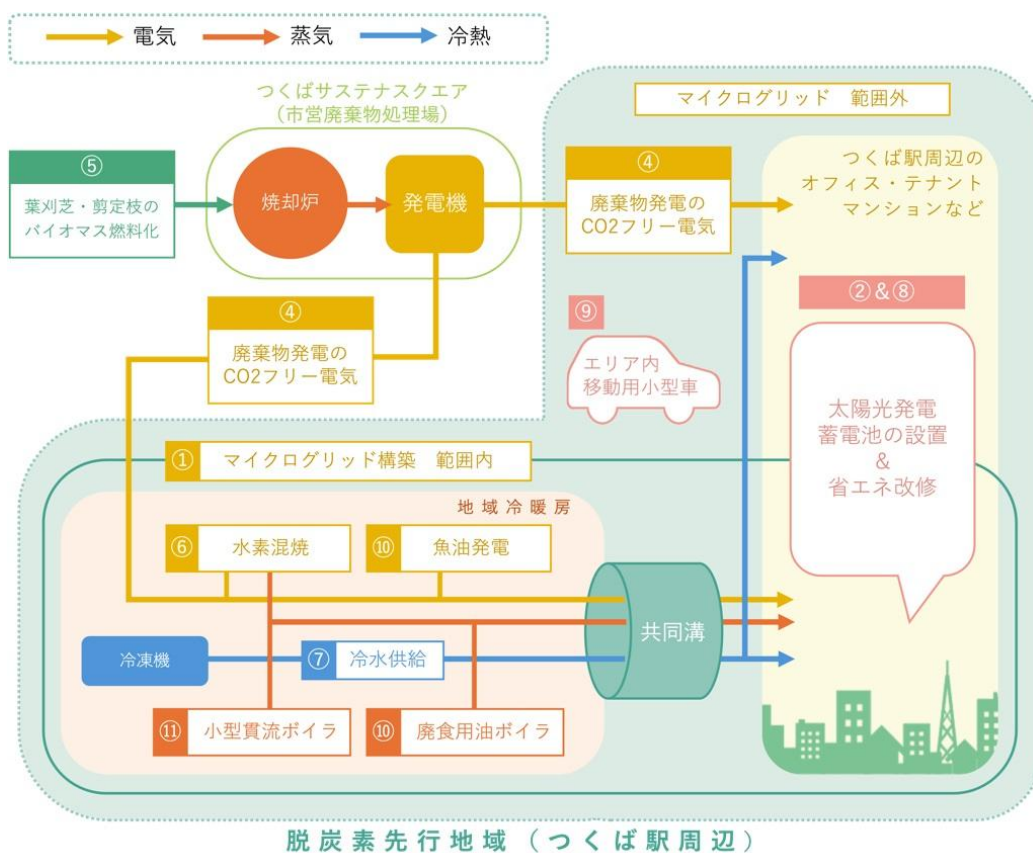 電気
蒸気
冷熱
つくばサステナスクエア
(市営廃棄物処理場)
マイクログリッド 範囲外
⑤
葉刈芝・剪定枝の
バイオマス燃料化
焼却炉
発電機
④
廃棄物発電の
CO2フリー電気
つくば駅周辺の
オフィス・テナント
マンションなど
④
廃棄物発電の
CO2フリー電気
⑨
エリア内
移動用小型車
②&⑧
太陽光発電
蓄電池の設置
&
省エネ改修
① マイクログリッド構築 範囲内
地域冷暖房
⑥ 水素混焼
⑩ 魚油発電
共同溝
冷凍機
⑦ 冷水供給
⑪ 小型貫流ボイラ
⑩ 廃食用油ボイラ
脱炭素先行地域(つくば駅周辺)